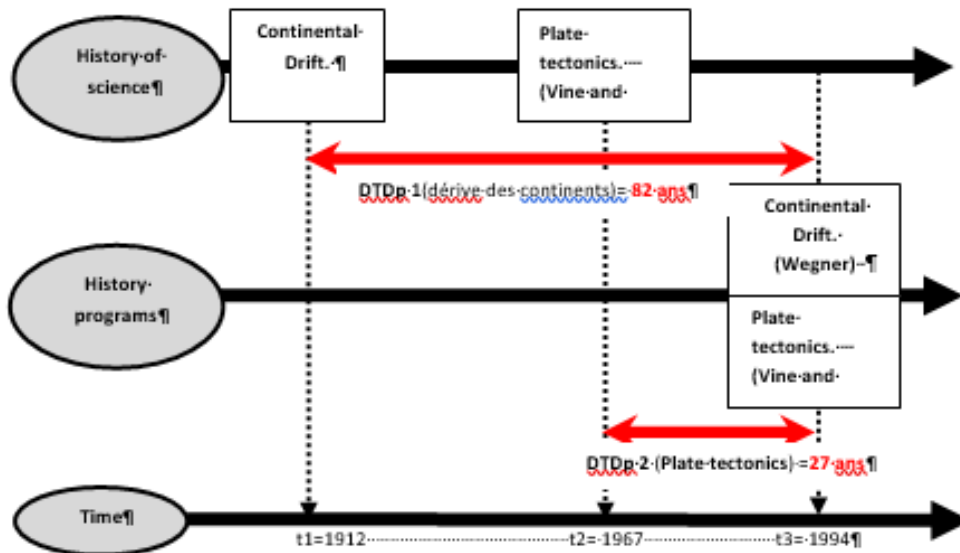 History·of·
science¶
Continental·
Drift.·¶
Plate·
tectonics.····
(Vine·and·
DTDp·1(dérive·des·continents)=·82·ans¶
Continental·
Drift.·
(Wegner)·-¶
History·
programs¶
Plate·
tectonics.····
(Vine·and·
DTDp·2·(Plate·tectonics)·=27·ans¶
Time¶
t1=1912·······································t2=·1967·························t3=·1994¶